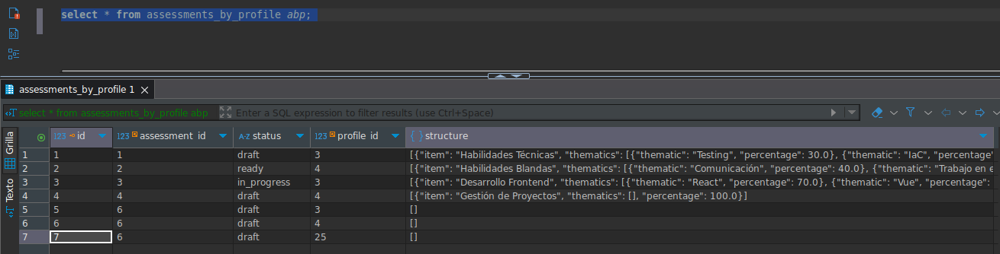 select * from assessments_by_profile abp;
assessments_by_profile 1
select * from assessments_by_profile abp Enter a SQL expression to filter results (use Ctrl+Space)
Grilla
Texto
123 id 123 assessment_id A-Z status 123 profile_id {} structure
1 1 1 draft 3 [{"item": "Habilidades Técnicas", "thematics": [{"thematic": "Testing", "percentage": 30.0}, {"thematic": "IaC", "percentage"
2 2 2 ready 4 [{"item": "Habilidades Blandas", "thematics": [{"thematic": "Comunicación", "percentage": 40.0}, {"thematic": "Trabajo en e
3 3 3 in_progress 3 [{"item": "Desarrollo Frontend", "thematics": [{"thematic": "React", "percentage": 70.0}, {"thematic": "Vue", "percentage":
4 4 4 draft 4 [{"item": "Gestión de Proyectos", "thematics": [], "percentage": 100.0}]
5 5 6 draft 3 []
6 6 6 draft 4 []
7 7 6 draft 25 []